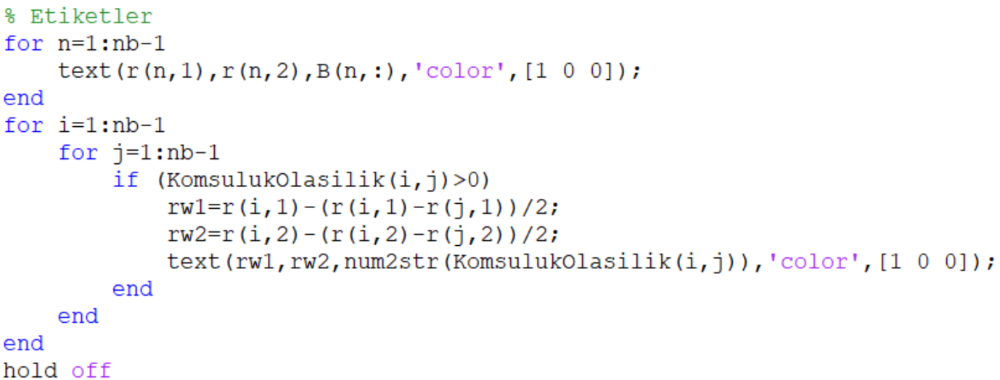 % Etiketler
for n=1:nb-1
    text(r(n,1),r(n,2),B(n,:),'color',[1 0 0]);
end
for i=1:nb-1
    for j=1:nb-1
        if (KomsulukOlasilik(i,j)>0)
            rw1=r(i,1)-(r(i,1)-r(j,1))/2;
            rw2=r(i,2)-(r(i,2)-r(j,2))/2;
            text(rw1,rw2,num2str(KomsulukOlasilik(i,j)),'color',[1 0 0]);
        end
    end
end
hold off